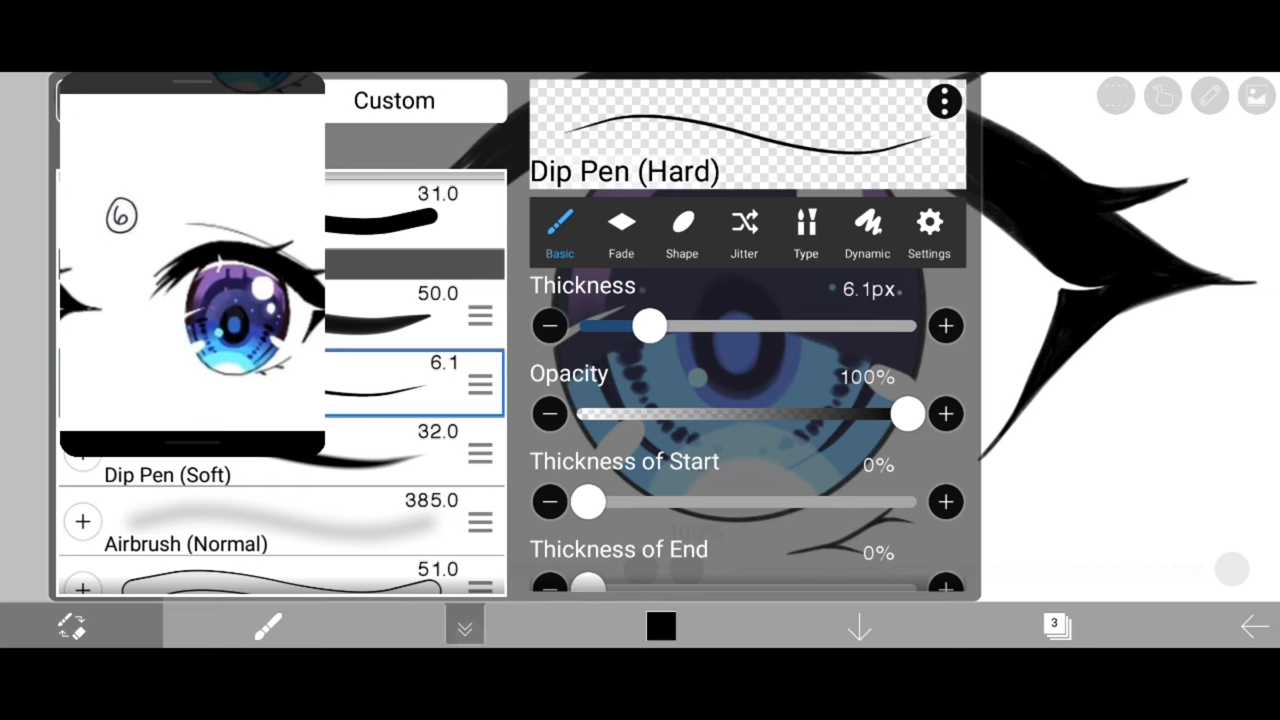 Custom
6
31.0
50.0
6.1
32.0
Dip Pen (Soft)
385.0
Airbrush (Normal)
51.0
Dip Pen (Hard)
Basic
Fade
Shape
Jitter
Type
Dynamic
Settings
Thickness
6.1px
Opacity
100%
Thickness of Start
0%
100%
Thickness of End
0%
3